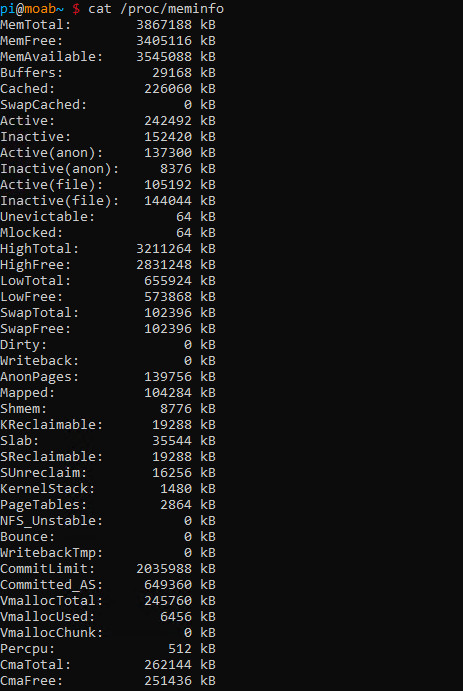 pi@moab~ $ cat /proc/meminfo
MemTotal:        3867188 kB
MemFree:         3405116 kB
MemAvailable:    3545088 kB
Buffers:           29168 kB
Cached:           226060 kB
SwapCached:            0 kB
Active:           242492 kB
Inactive:         152420 kB
Active(anon):     137300 kB
Inactive(anon):     8376 kB
Active(file):     105192 kB
Inactive(file):   144044 kB
Unevictable:          64 kB
Mlocked:              64 kB
HighTotal:       3211264 kB
HighFree:        2831248 kB
LowTotal:         655924 kB
LowFree:          573868 kB
SwapTotal:        102396 kB
SwapFree:         102396 kB
Dirty:                 0 kB
Writeback:             0 kB
AnonPages:        139756 kB
Mapped:           104284 kB
Shmem:              8776 kB
KReclaimable:      19288 kB
Slab:              35544 kB
SReclaimable:      19288 kB
SUnreclaim:        16256 kB
KernelStack:        1480 kB
PageTables:         2864 kB
NFS_Unstable:          0 kB
Bounce:                0 kB
WritebackTmp:          0 kB
CommitLimit:     2035988 kB
Committed_AS:     649360 kB
VmallocTotal:     245760 kB
VmallocUsed:        6456 kB
VmallocChunk:          0 kB
Percpu:              512 kB
CmaTotal:         262144 kB
CmaFree:          251436 kB